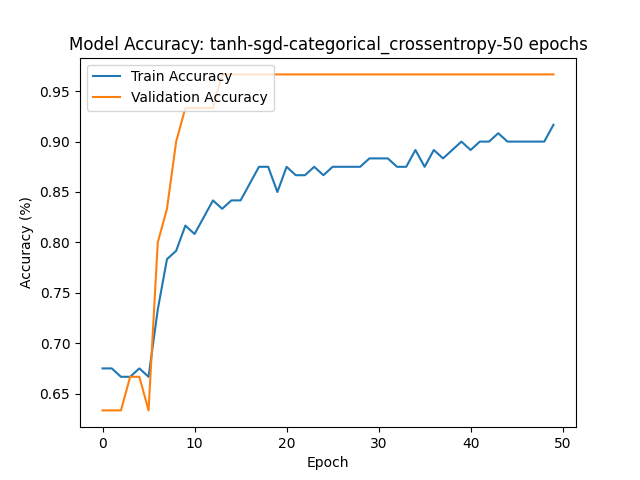 Model Accuracy: tanh-sgd-categorical_crossentropy-50 epochs
Train Accuracy
Validation Accuracy
Accuracy (%)
0.95
0.90
0.85
0.80
0.75
0.70
0.65
0 10 20 30 40 50
Epoch